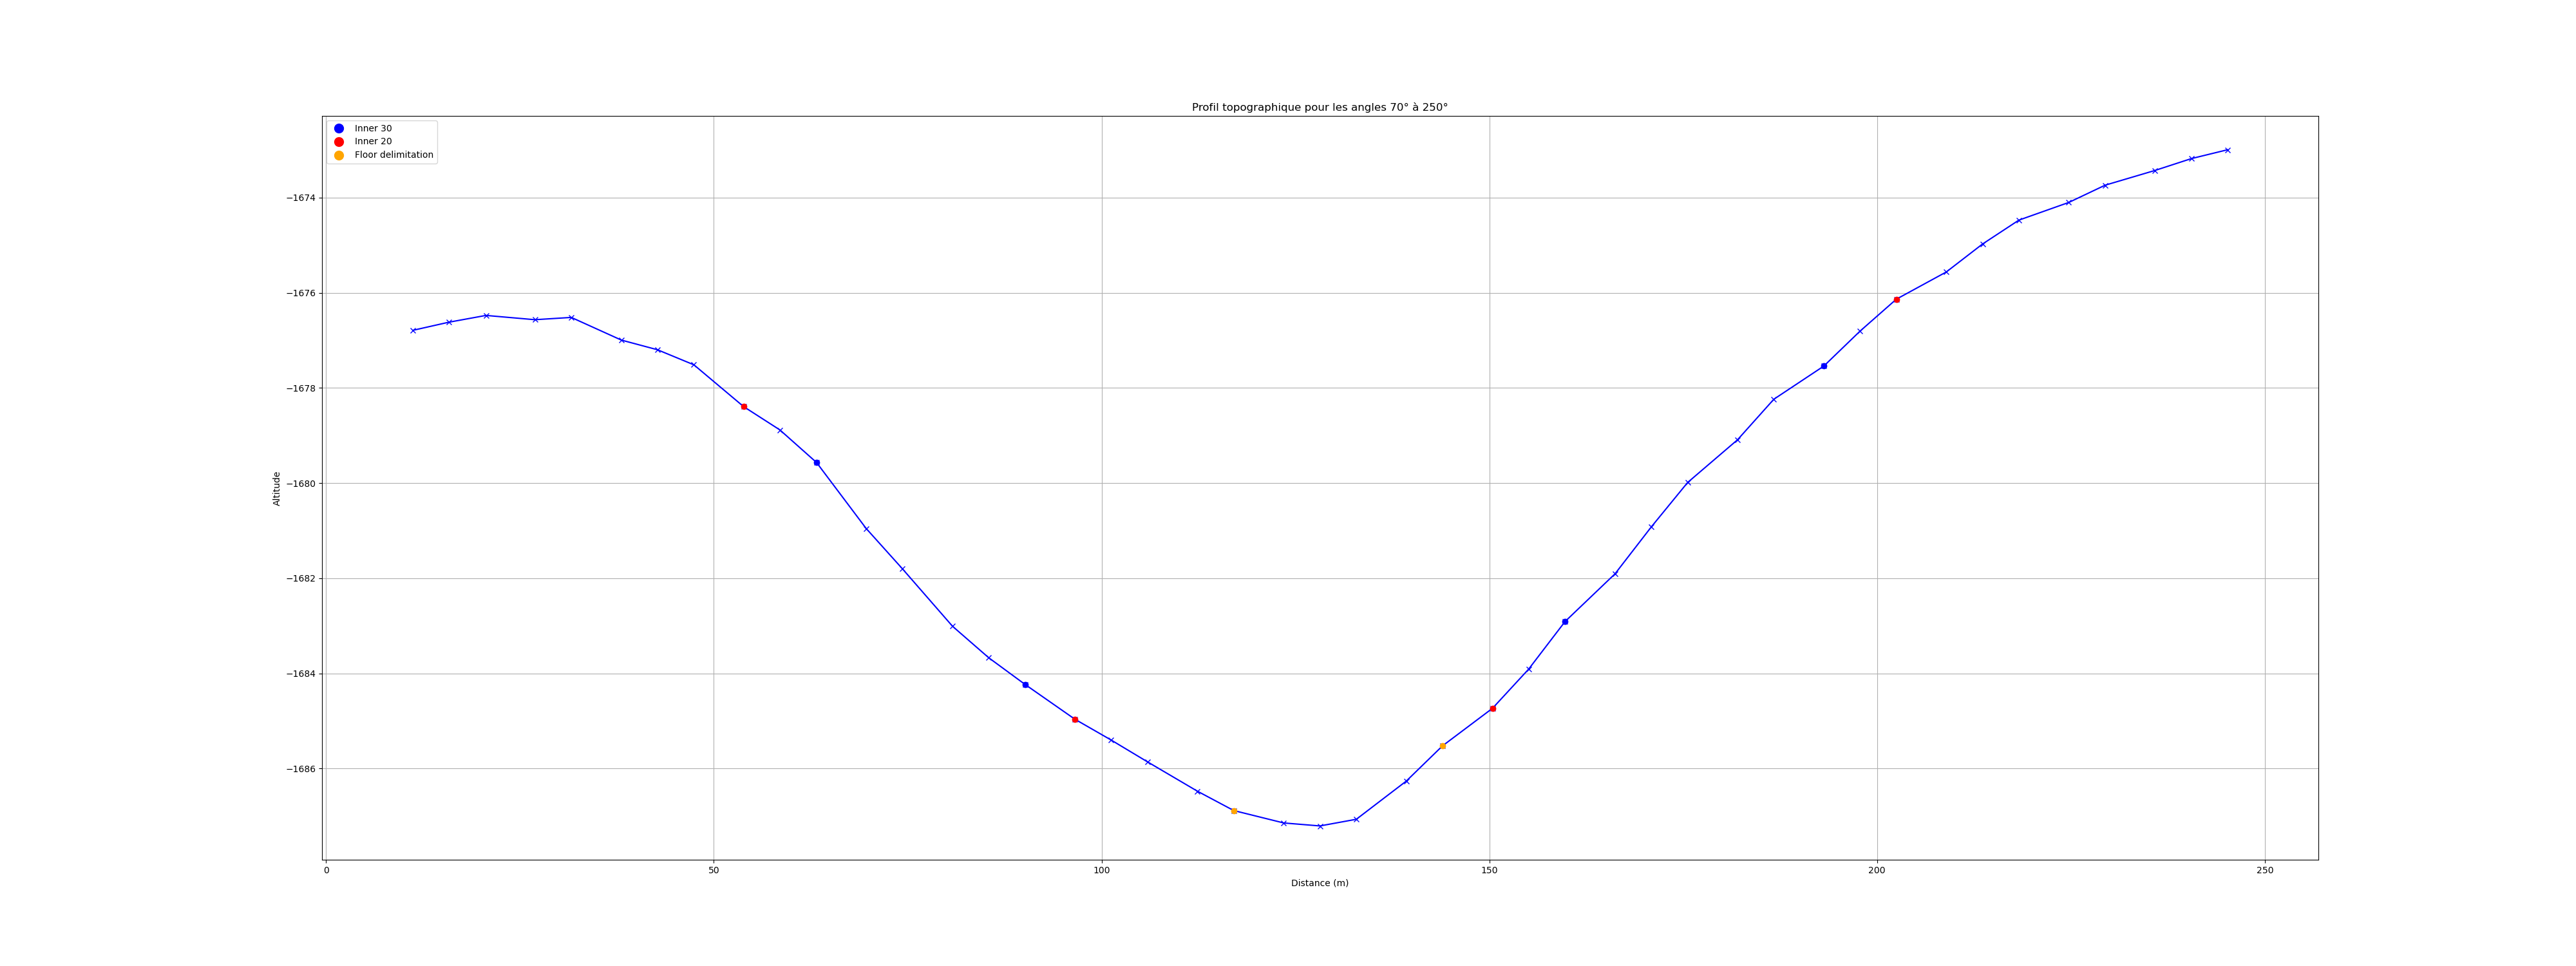 Profil topographique pour les angles 70° à 250°
Inner 30
Inner 20
Floor delimitation
Altitude
−1674
−1676
−1678
−1680
−1682
−1684
−1686
0 50 100 150 200 250
Distance (m)